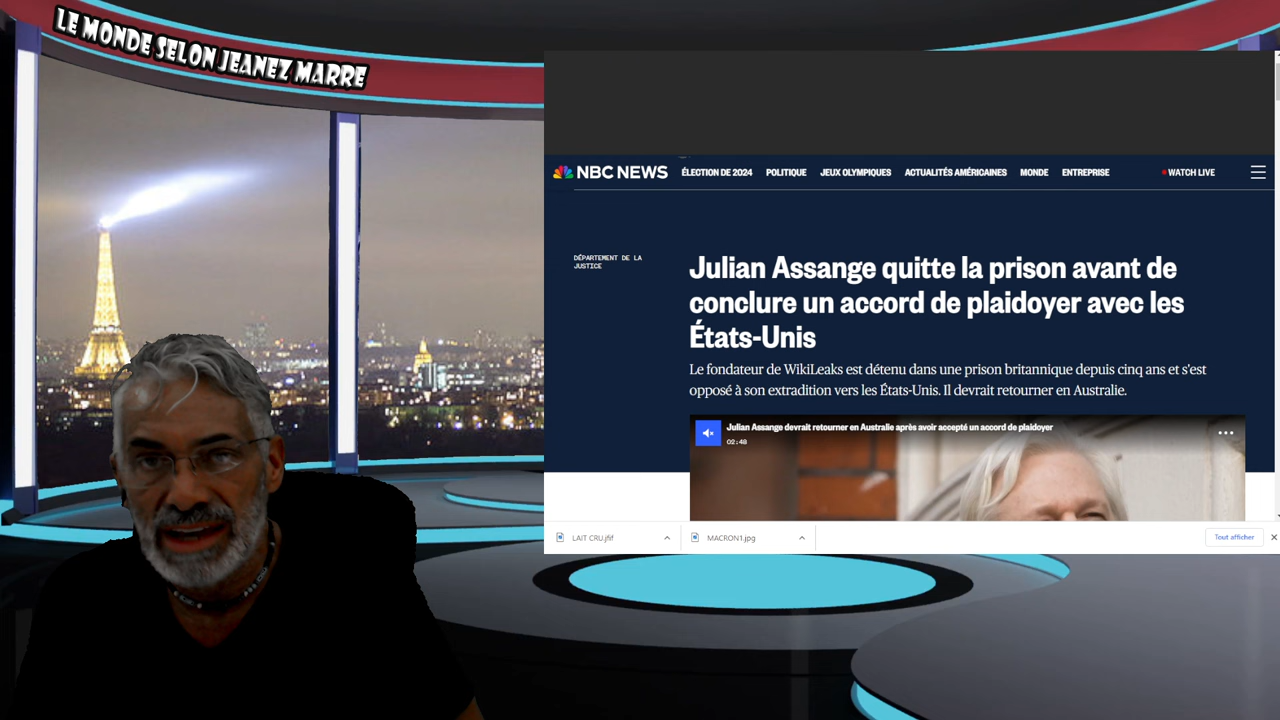 LE MONDE SELON JEANEZ MARRE
NBC NEWS
ÉLECTION DE 2024 POLITIQUE JEUX OLYMPIQUES ACTUALITÉS AMÉRICAINES MONDE ENTREPRISE
WATCH LIVE
DÉPARTEMENT DE LA
JUSTICE
Julian Assange quitte la prison avant de
conclure un accord de plaidoyer avec les
États-Unis
Le fondateur de WikiLeaks est détenu dans une prison britannique depuis cinq ans et s'est
opposé à son extradition vers les États-Unis. Il devrait retourner en Australie.
Julian Assange devrait retourner en Australie après avoir accepté un accord de plaidoyer
02:48
LAIT CRU.jfif
MACRON1.jpg
Tout afficher